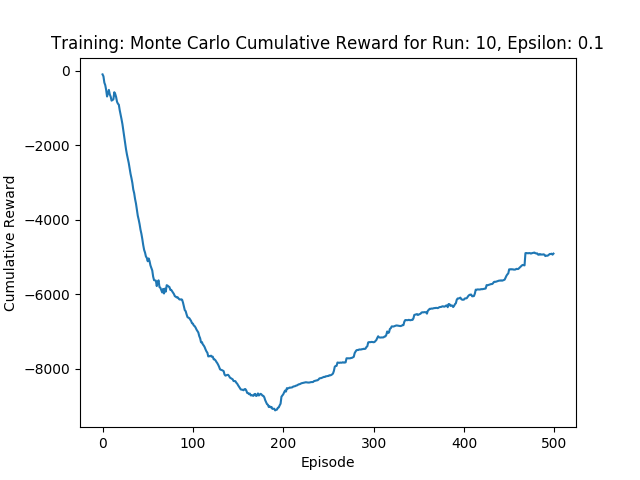 Training: Monte Carlo Cumulative Reward for Run: 10, Epsilon: 0.1
0
−2000
−4000
−6000
−8000
Cumulative Reward
0 100 200 300 400 500
Episode